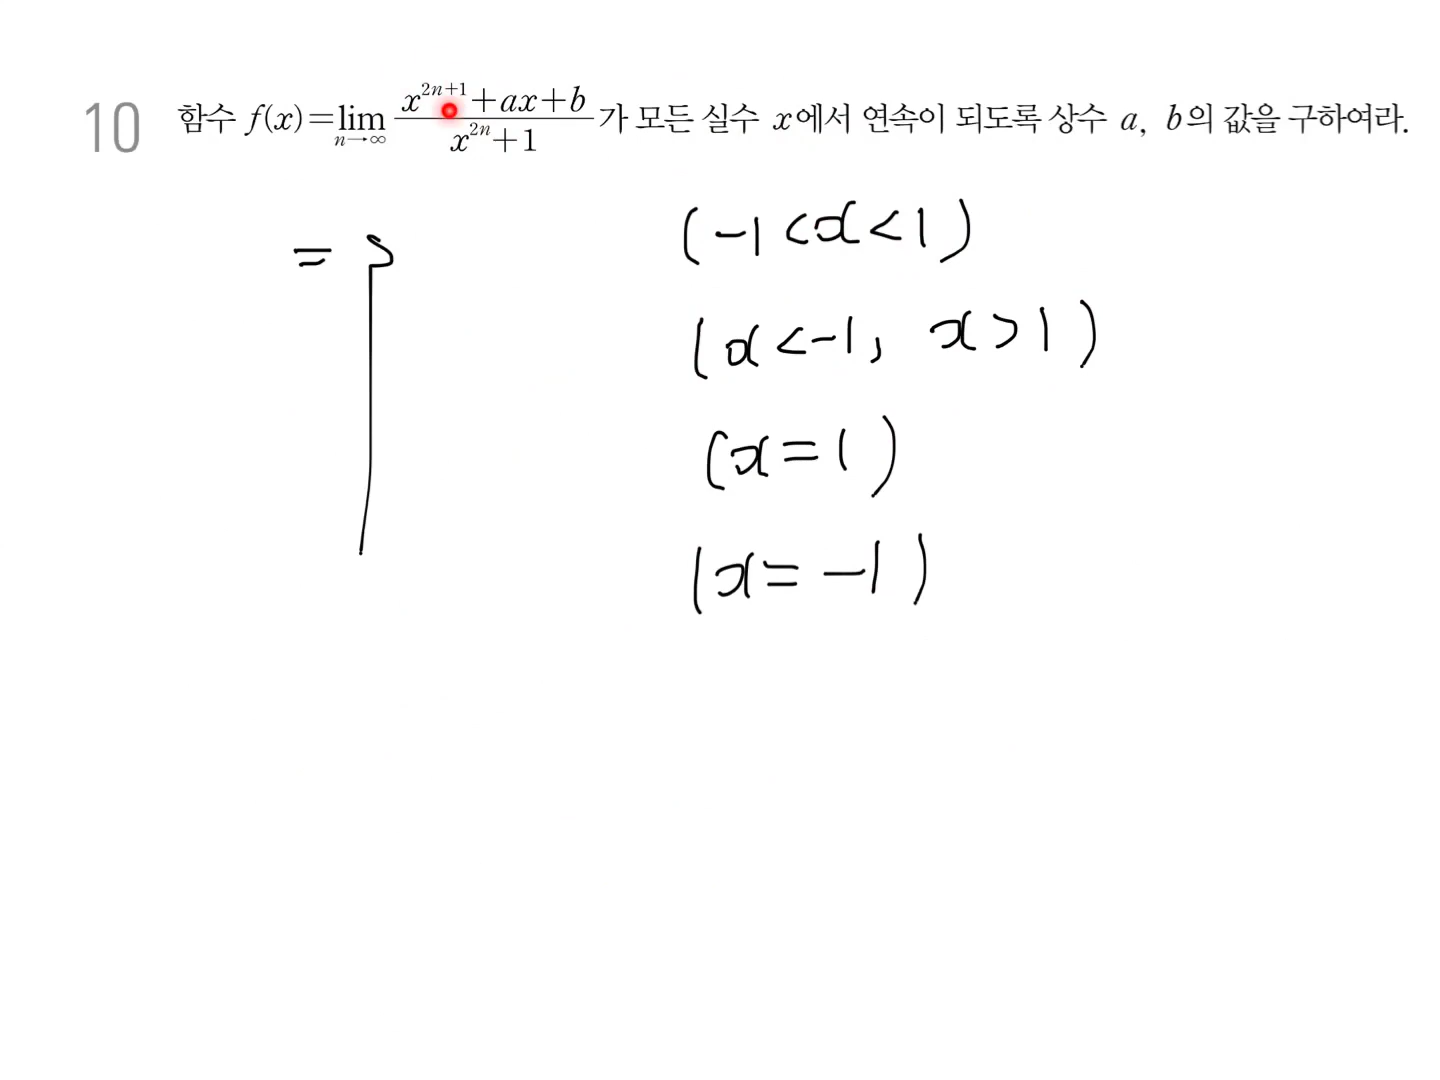 10 함수 f(x)=lim_{n→∞} \frac{x^{2n+1}+ax+b}{x^{2n}+1}가 모든 실수 x에서 연속이 되도록 상수 a, b의 값을 구하여라.
= {
(-1<x<1)
(x<-1, x>1)
(x=1)
(x=-1)